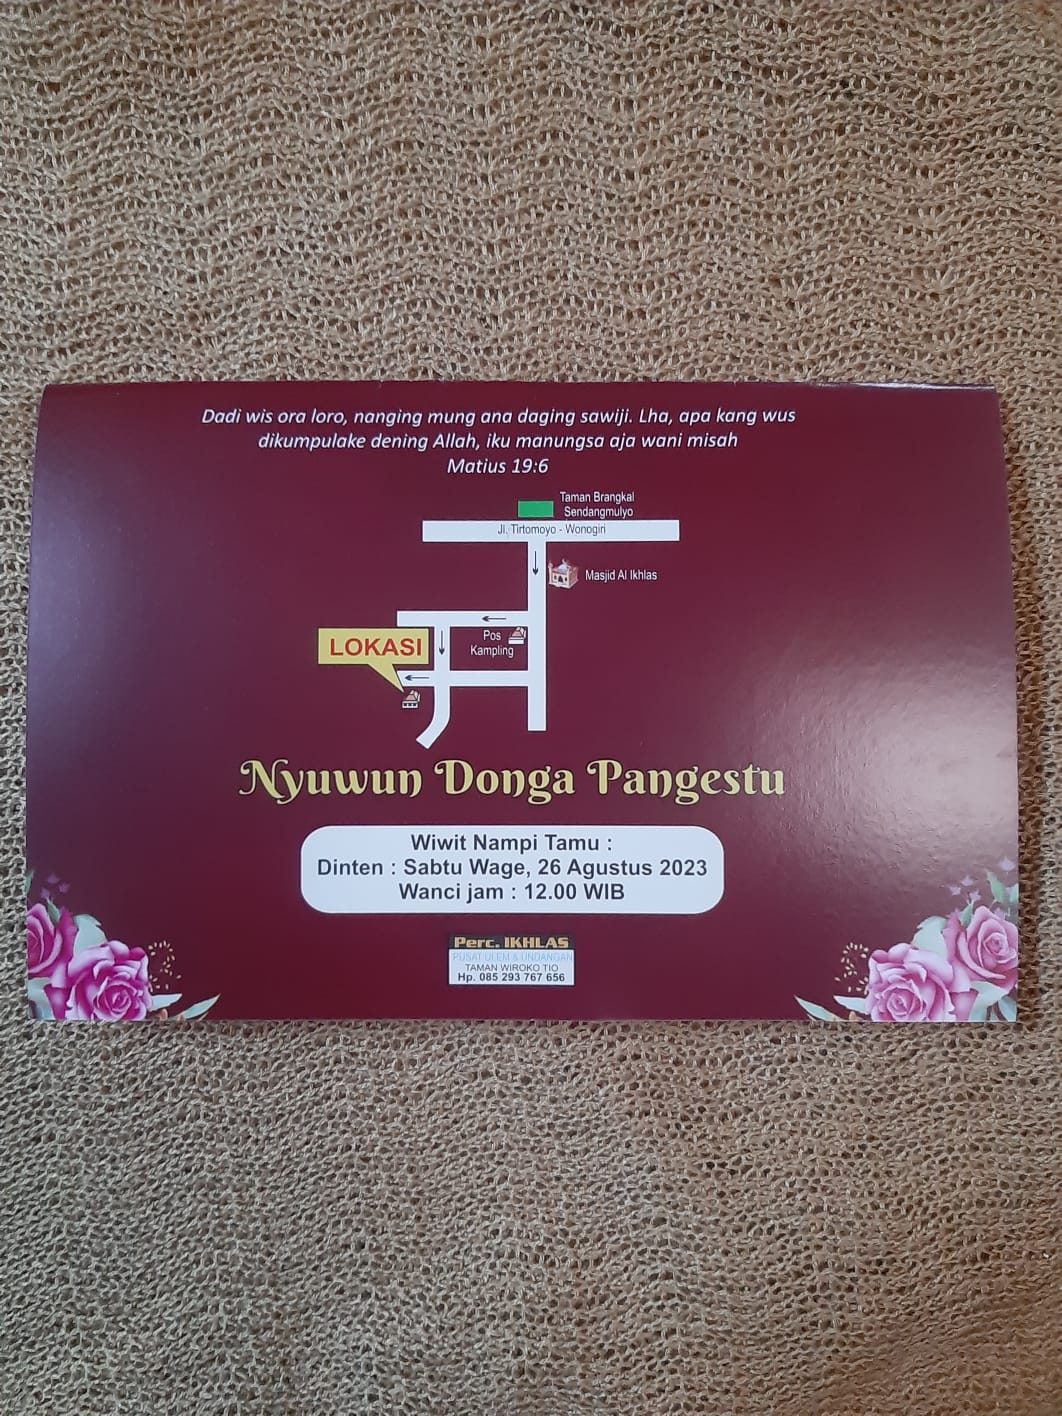 Dadi wis ora loro, nanging mung ana daging sawiji. Lha, apa kang wus
dikumpulake dening Allah, iku manungsa aja wani misah
Matius 19:6
Taman Brangkal
Sendangmulyo
Jl. Tirtomoyo - Wonogiri
Masjid Al Ikhlas
LOKASI
Pos
Kampling
Nyuwun Donga Pangestu
Wiwit Nampi Tamu :
Dinten : Sabtu Wage, 26 Agustus 2023
Wanci jam : 12.00 WIB
Perc. IKHLAS
PUSAT ULEM & UNDANGAN
TAMAN WIROKO TIO
Hp. 085 293 767 656